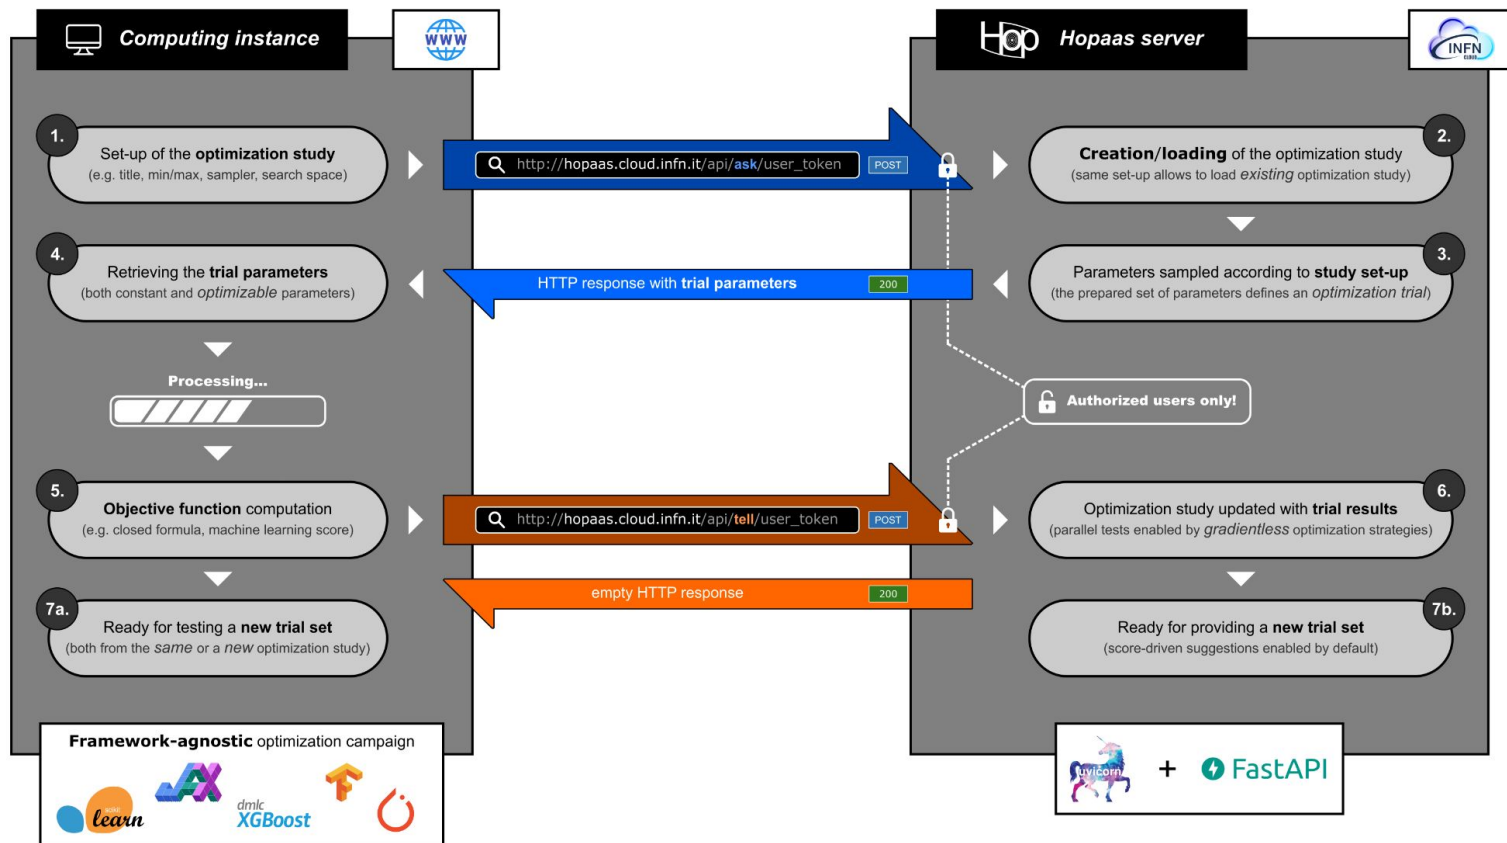 Computing instance
WWW
Hop
Hopaas server
INFN
CLOUD
1.
Set-up of the optimization study
(e.g. title, min/max, sampler, search space)
http://hopaas.cloud.infn.it/api/ask/user_token
POST
2.
Creation/loading of the optimization study
(same set-up allows to load existing optimization study)
4.
Retrieving the trial parameters
(both constant and optimizable parameters)
HTTP response with trial parameters
200
3.
Parameters sampled according to study set-up
(the prepared set of parameters defines an optimization trial)
Processing...
Authorized users only!
5.
Objective function computation
(e.g. closed formula, machine learning score)
http://hopaas.cloud.infn.it/api/tell/user_token
POST
6.
Optimization study updated with trial results
(parallel tests enabled by gradientless optimization strategies)
empty HTTP response
200
7a.
Ready for testing a new trial set
(both from the same or a new optimization study)
7b.
Ready for providing a new trial set
(score-driven suggestions enabled by default)
Framework-agnostic optimization campaign
scikit
learn
JAX
dmlc
XGBoost
uvicorn
+
FastAPI